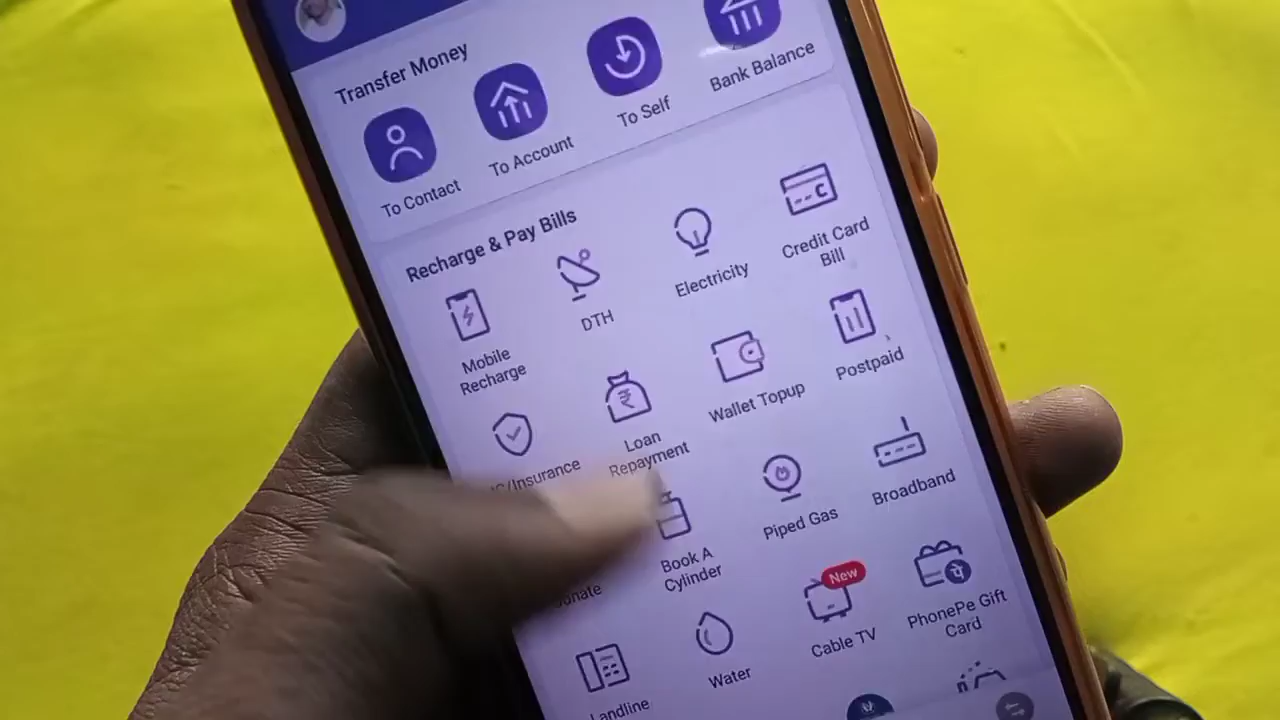 Transfer Money
To Contact
To Account
To Self
Bank Balance
Recharge & Pay Bills
Mobile
Recharge
DTH
Electricity
Credit Card
Bill
/Insurance
Loan
Repayment
Wallet Topup
Postpaid
Book A
Cylinder
Piped Gas
Broadband
Landline
Water
New
Cable TV
PhonePe Gift
Card